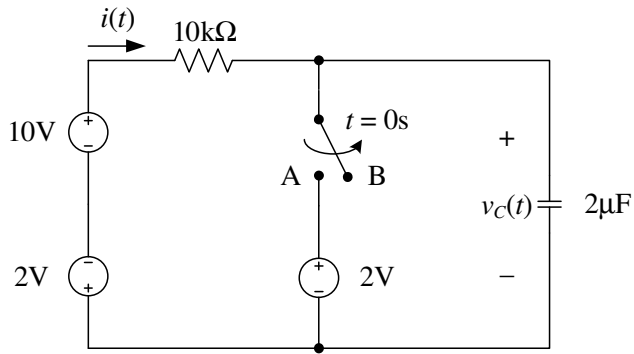 i(t)
10kΩ
10V
t = 0s
+
A B
v_C(t) 2μF
2V
2V
−